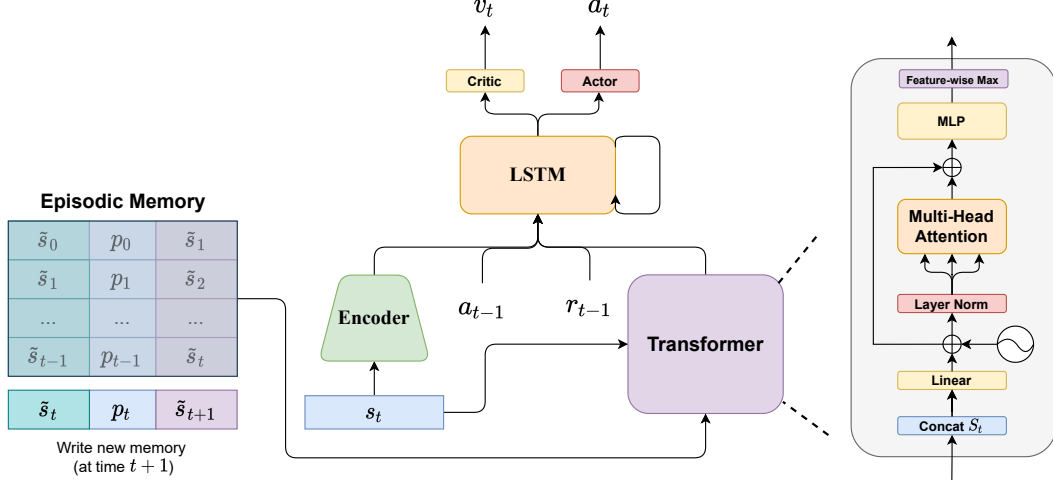 v_t a_t
Critic Actor
LSTM
Episodic Memory
s̃_0 p_0 s̃_1
s̃_1 p_1 s̃_2
... ... ...
s̃_{t−1} p_{t−1} s̃_t
s̃_t p_t s̃_{t+1}
Write new memory
(at time t + 1)
Encoder
a_{t−1} r_{t−1}
s_t
Transformer
Feature-wise Max
MLP
Multi-Head
Attention
Layer Norm
Linear
Concat S_t